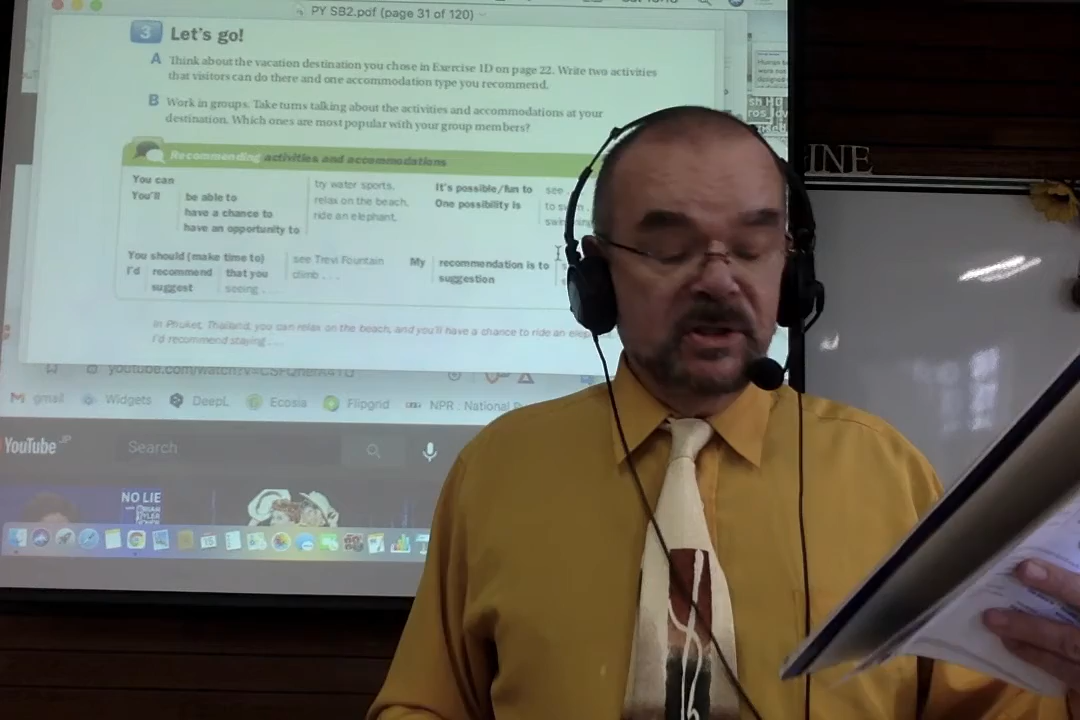 PY SB2.pdf (page 31 of 120)
3 Let's go!
A Think about the vacation destination you chose in Exercise 1D on page 22. Write two activities
that visitors can do there and one accommodation type you recommend.
B Work in groups. Take turns talking about the activities and accommodations at your
destination. Which ones are most popular with your group members?
Recommending activities and accommodations
You can
You'll be able to
have a chance to
have an opportunity to
try water sports.
relax on the beach.
ride an elephant.
It's possible/fun to see
One possibility is
You should (make time to)
I'd recommend that you
suggest
see Trevi Fountain
climb ...
seeing ...
My recommendation is to
suggestion
In Phuket, Thailand, you can relax on the beach, and you'll have a chance to ride an
I'd recommend staying ...
gmail Widgets DeepL Ecosia Flipgrid NPR : National
YouTube JP Search
NO LIE
INE